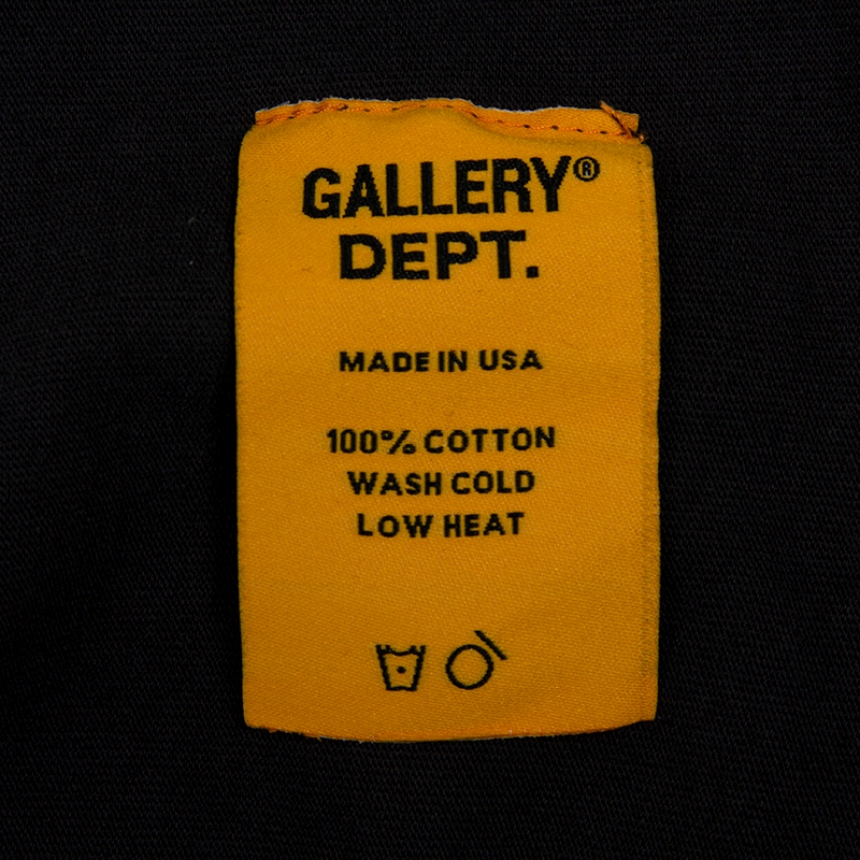 GALLERY®
DEPT.
MADE IN USA
100% COTTON
WASH COLD
LOW HEAT